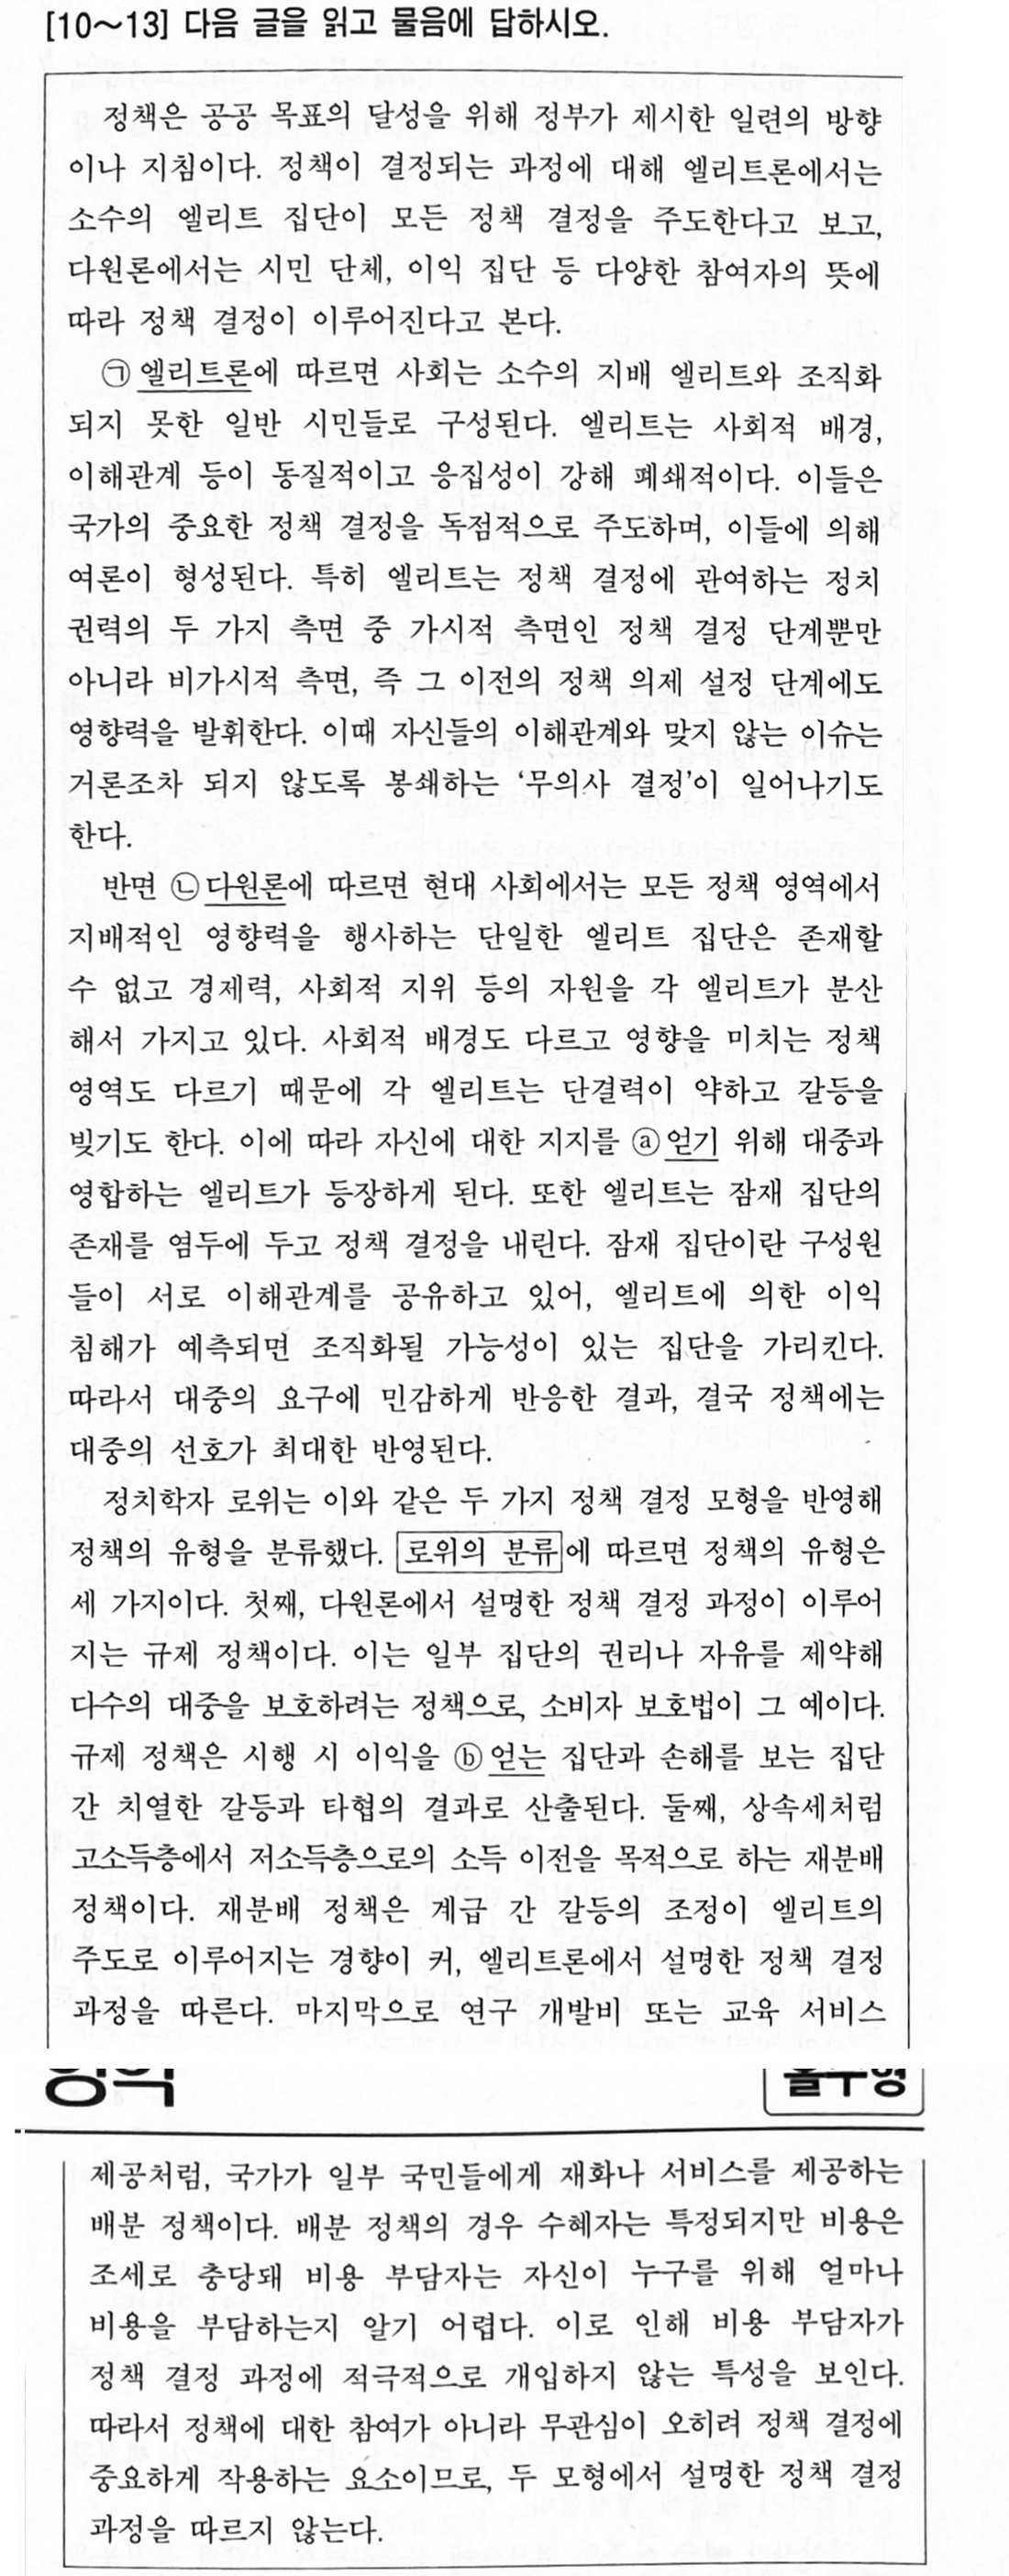 [10～13] 다음 글을 읽고 물음에 답하시오.
정책은 공공 목표의 달성을 위해 정부가 제시한 일련의 방향
이나 지침이다. 정책이 결정되는 과정에 대해 엘리트론에서는
소수의 엘리트 집단이 모든 정책 결정을 주도한다고 보고,
다원론에서는 시민 단체, 이익 집단 등 다양한 참여자의 뜻에
따라 정책 결정이 이루어진다고 본다.
㉠ 엘리트론에 따르면 사회는 소수의 지배 엘리트와 조직화
되지 못한 일반 시민들로 구성된다. 엘리트는 사회적 배경,
이해관계 등이 동질적이고 응집성이 강해 폐쇄적이다. 이들은
국가의 중요한 정책 결정을 독점적으로 주도하며, 이들에 의해
여론이 형성된다. 특히 엘리트는 정책 결정에 관여하는 정치
권력의 두 가지 측면 중 가시적 측면인 정책 결정 단계뿐만
아니라 비가시적 측면, 즉 그 이전의 정책 의제 설정 단계에도
영향력을 발휘한다. 이때 자신들의 이해관계와 맞지 않는 이슈는
거론조차 되지 않도록 봉쇄하는 ‘무의사 결정’이 일어나기도
한다.
반면 ㉡ 다원론에 따르면 현대 사회에서는 모든 정책 영역에서
지배적인 영향력을 행사하는 단일한 엘리트 집단은 존재할
수 없고 경제력, 사회적 지위 등의 자원을 각 엘리트가 분산
해서 가지고 있다. 사회적 배경도 다르고 영향을 미치는 정책
영역도 다르기 때문에 각 엘리트는 단결력이 약하고 갈등을
빚기도 한다. 이에 따라 자신에 대한 지지를 ⓐ 얻기 위해 대중과
영합하는 엘리트가 등장하게 된다. 또한 엘리트는 잠재 집단의
존재를 염두에 두고 정책 결정을 내린다. 잠재 집단이란 구성원
들이 서로 이해관계를 공유하고 있어, 엘리트에 의한 이익
침해가 예측되면 조직화될 가능성이 있는 집단을 가리킨다.
따라서 대중의 요구에 민감하게 반응한 결과, 결국 정책에는
대중의 선호가 최대한 반영된다.
정치학자 로위는 이와 같은 두 가지 정책 결정 모형을 반영해
정책의 유형을 분류했다. 로위의 분류에 따르면 정책의 유형은
세 가지이다. 첫째, 다원론에서 설명한 정책 결정 과정이 이루어
지는 규제 정책이다. 이는 일부 집단의 권리나 자유를 제약해
다수의 대중을 보호하려는 정책으로, 소비자 보호법이 그 예이다.
규제 정책은 시행 시 이익을 ⓑ 얻는 집단과 손해를 보는 집단
간 치열한 갈등과 타협의 결과로 산출된다. 둘째, 상속세처럼
고소득층에서 저소득층으로의 소득 이전을 목적으로 하는 재분배
정책이다. 재분배 정책은 계급 간 갈등의 조정이 엘리트의
주도로 이루어지는 경향이 커, 엘리트론에서 설명한 정책 결정
과정을 따른다. 마지막으로 연구 개발비 또는 교육 서비스
제공처럼, 국가가 일부 국민들에게 재화나 서비스를 제공하는
배분 정책이다. 배분 정책의 경우 수혜자는 특정되지만 비용은
조세로 충당돼 비용 부담자는 자신이 누구를 위해 얼마나
비용을 부담하는지 알기 어렵다. 이로 인해 비용 부담자가
정책 결정 과정에 적극적으로 개입하지 않는 특성을 보인다.
따라서 정책에 대한 참여가 아니라 무관심이 오히려 정책 결정에
중요하게 작용하는 요소이므로, 두 모형에서 설명한 정책 결정
과정을 따르지 않는다.